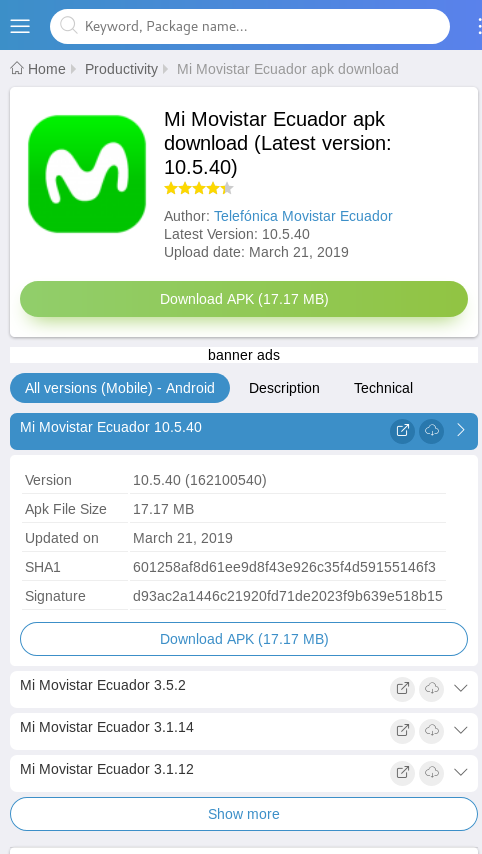 Keyword, Package name...
Home Productivity Mi Movistar Ecuador apk download
Mi Movistar Ecuador apk
download (Latest version:
10.5.40)
Author: Telefónica Movistar Ecuador
Latest Version: 10.5.40
Upload date: March 21, 2019
Download APK (17.17 MB)
banner ads
All versions (Mobile) - Android Description Technical
Mi Movistar Ecuador 10.5.40
Version 10.5.40 (162100540)
Apk File Size 17.17 MB
Updated on March 21, 2019
SHA1 601258af8d61ee9d8f43e926c35f4d59155146f3
Signature d93ac2a1446c21920fd71de2023f9b639e518b15
Download APK (17.17 MB)
Mi Movistar Ecuador 3.5.2
Mi Movistar Ecuador 3.1.14
Mi Movistar Ecuador 3.1.12
Show more